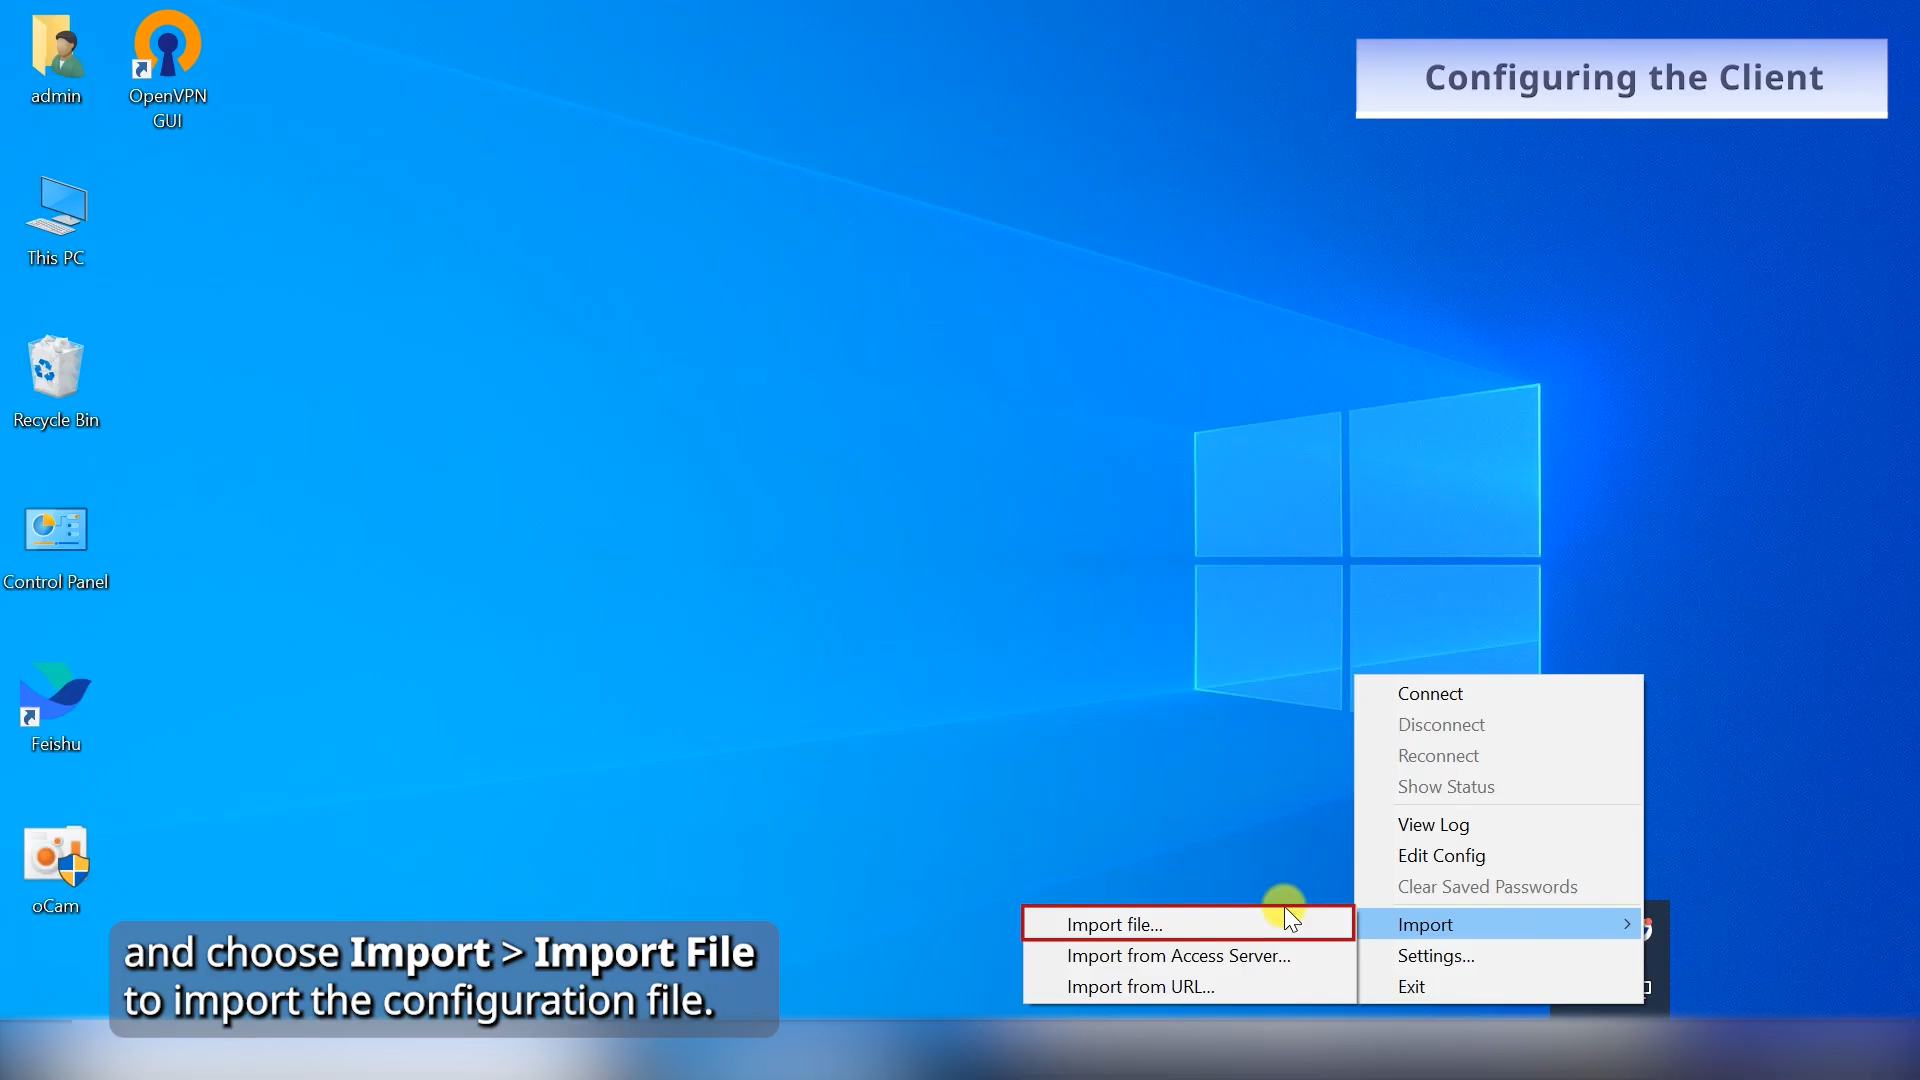 Configuring the Client
admin
OpenVPN
GUI
This PC
Recycle Bin
Control Panel
Feishu
oCam
Connect
Disconnect
Reconnect
Show Status
View Log
Edit Config
Clear Saved Passwords
Import
Settings...
Exit
Import file...
Import from Access Server...
Import from URL...
and choose Import > Import File
to import the configuration file.